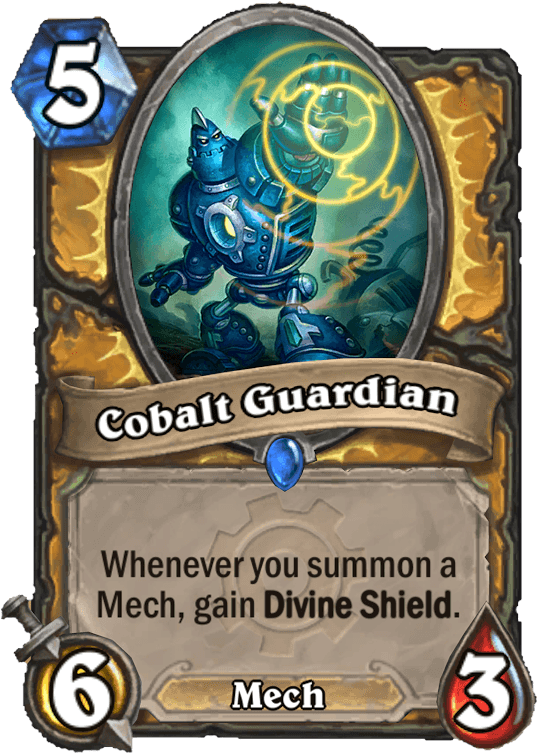 5
Cobalt Guardian
Whenever you summon a
Mech, gain Divine Shield.
6
Mech
3